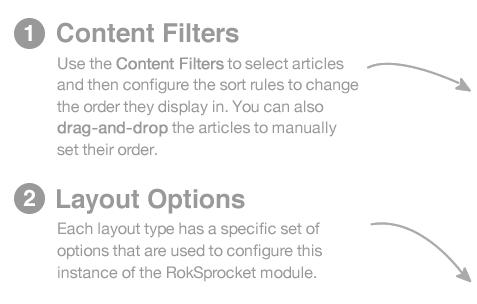 1 Content Filters
Use the Content Filters to select articles
and then configure the sort rules to change
the order they display in. You can also
drag-and-drop the articles to manually
set their order.
2 Layout Options
Each layout type has a specific set of
options that are used to configure this
instance of the RokSprocket module.